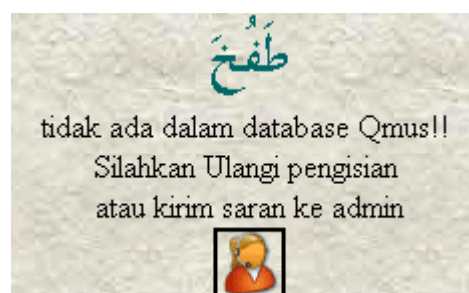 طَفُخَ
tidak ada dalam database Qmus!!
Silahkan Ulangi pengisian
atau kirim saran ke admin